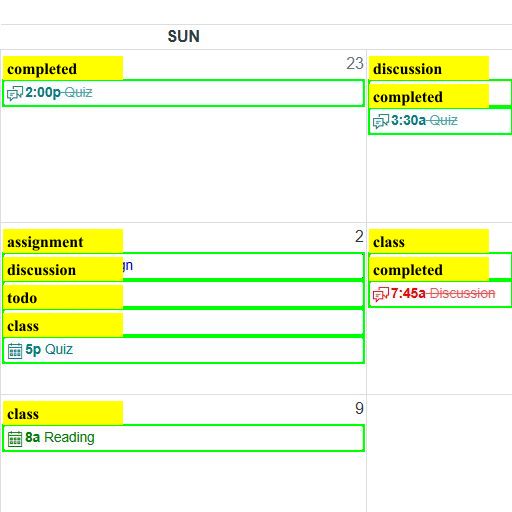 SUN
23
completed
2:00p Quiz
discussion
completed
3:30a Quiz
2
assignment
gn
discussion
todo
class
5p Quiz
class
completed
7:45a Discussion
9
class
8a Reading